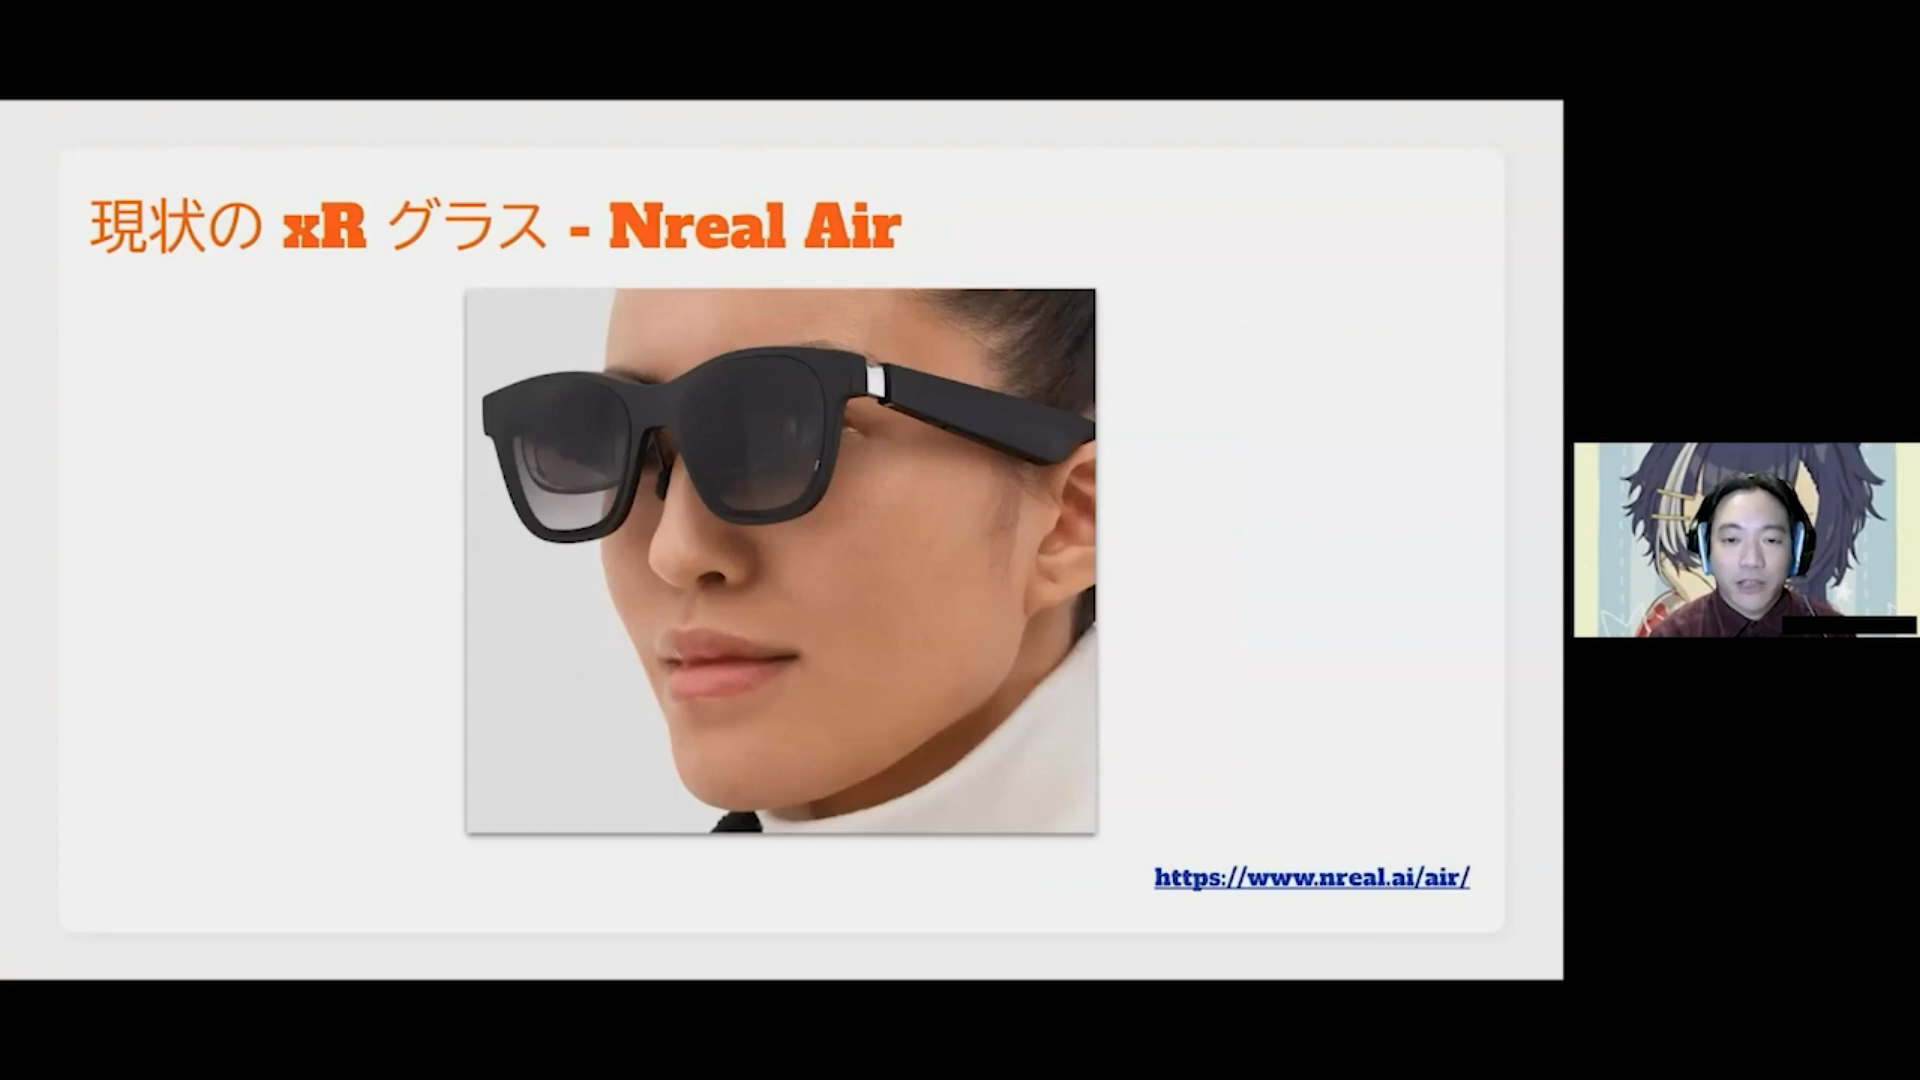 現状の xR グラス - Nreal Air
https://www.nreal.ai/air/